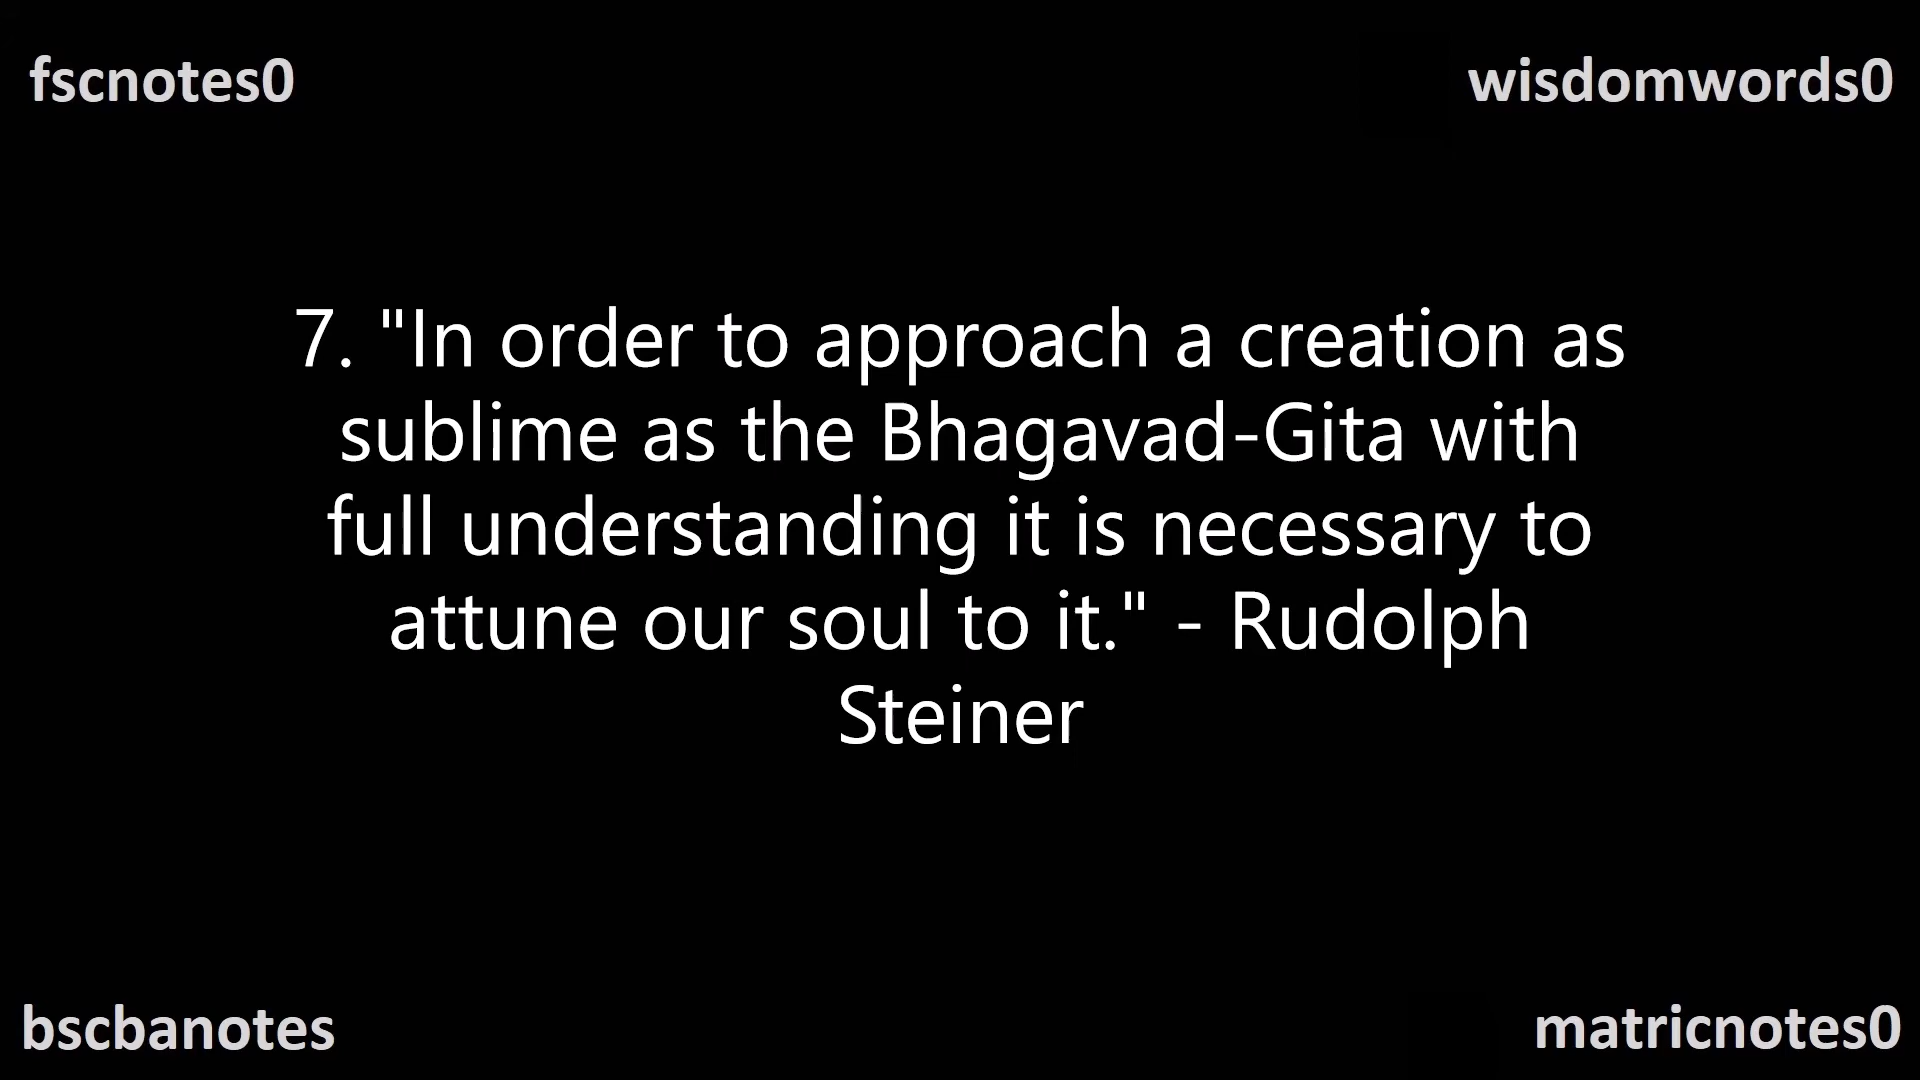 fscnotes0
wisdomwords0
7. "In order to approach a creation as
sublime as the Bhagavad-Gita with
full understanding it is necessary to
attune our soul to it." - Rudolph
Steiner
bscbanotes
matricnotes0